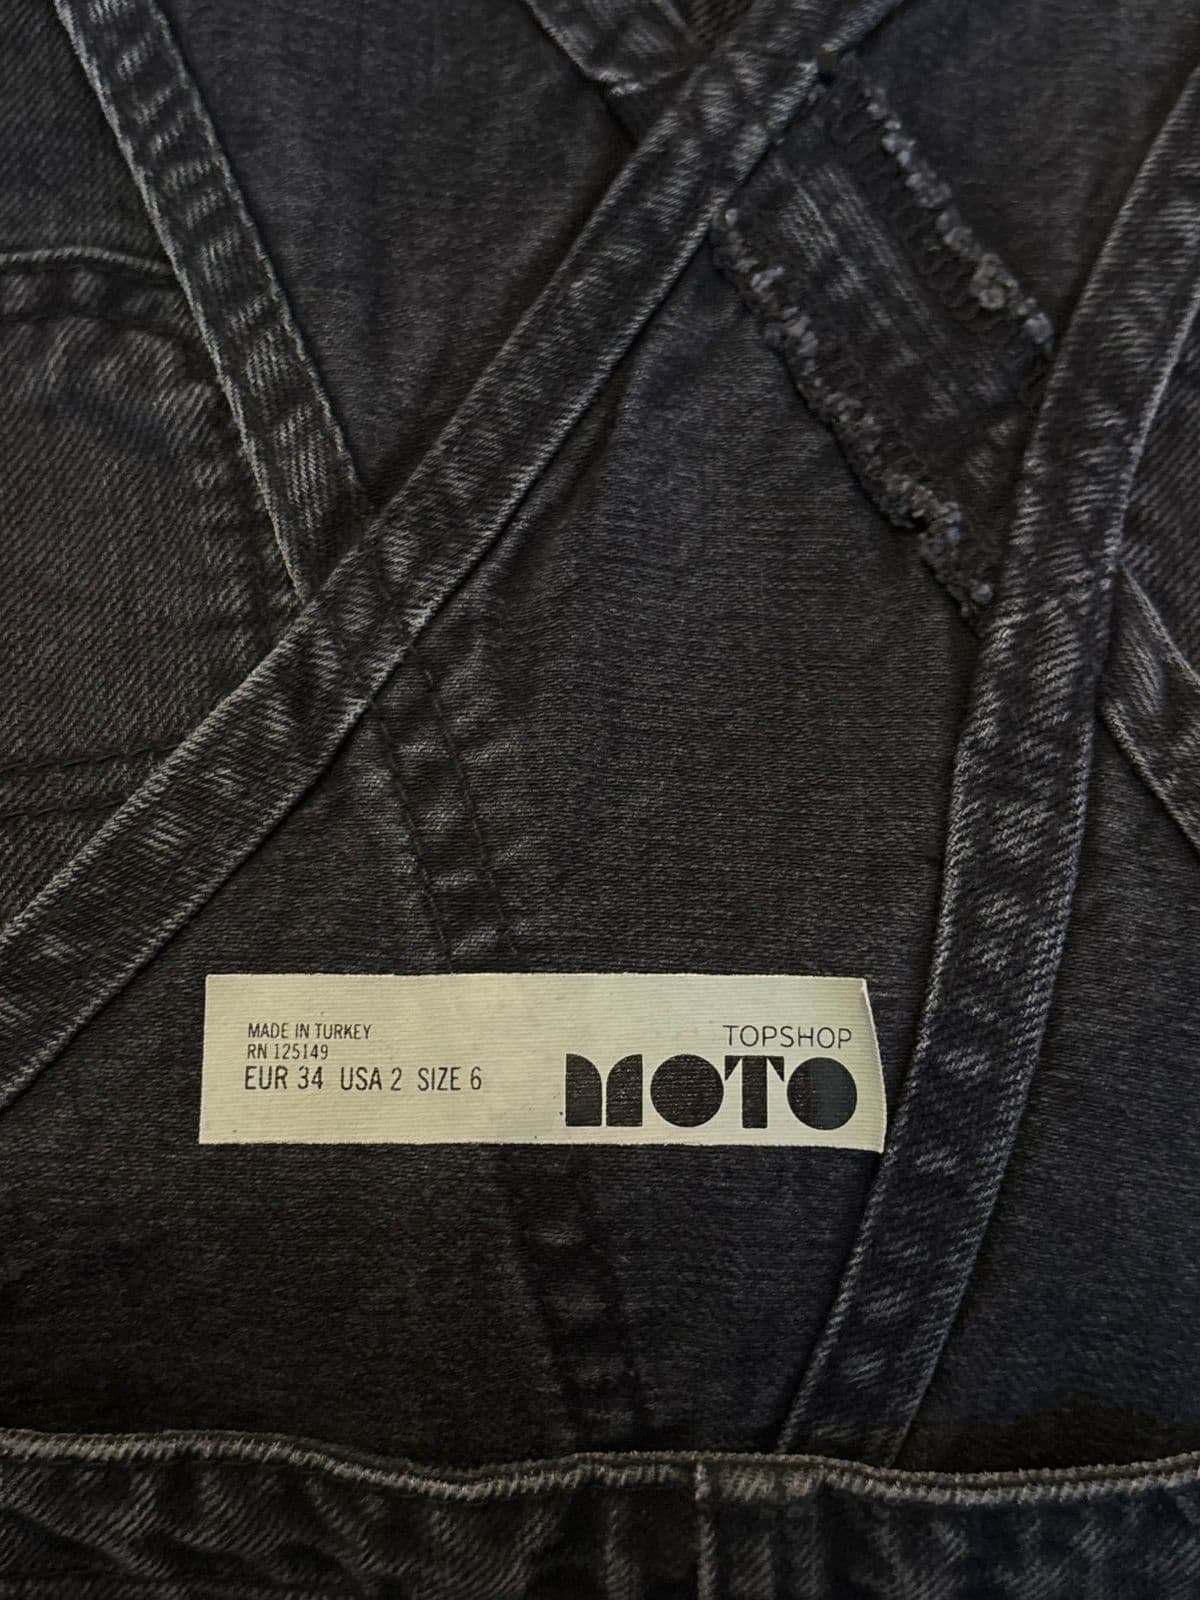 MADE IN TURKEY
RN 125149
EUR 34 USA 2 SIZE 6
TOPSHOP
MOTO